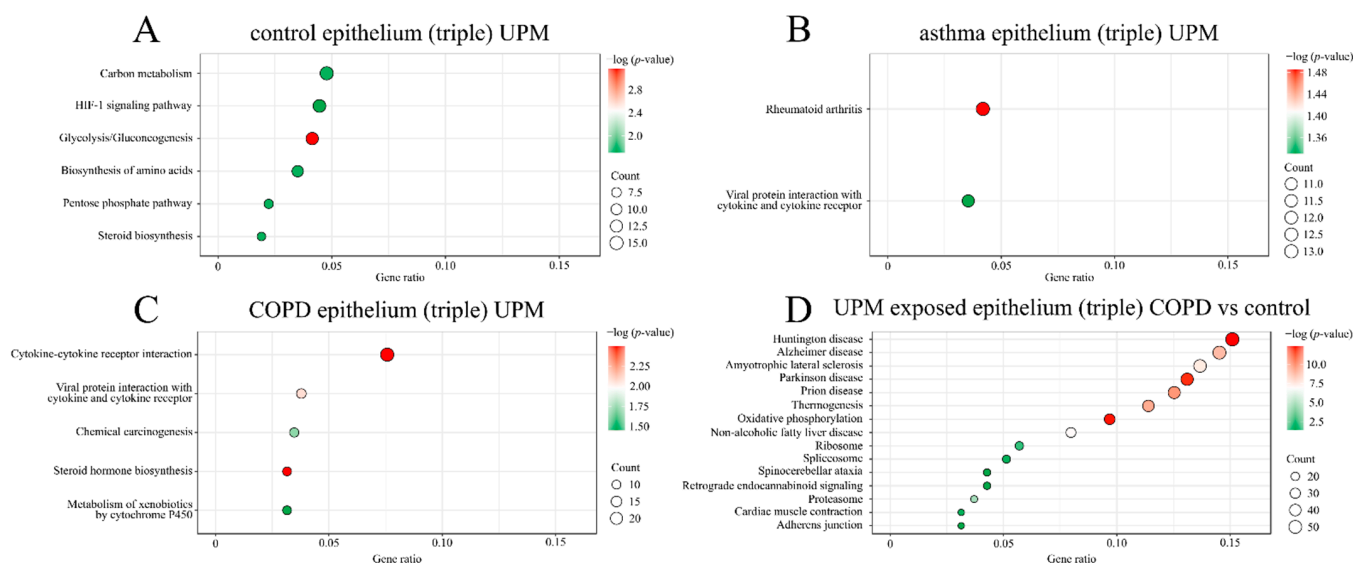 A
control epithelium (triple) UPM
Carbon metabolism
HIF-1 signaling pathway
Glycolysis/Gluconcogenesis
Biosynthesis of amino acids
Pentose phosphate pathway
Steroid biosynthesis
0
0.05
0.10
0.15
Gene ratio
−log (p-value)
2.8
2.4
2.0
Count
7.5
10.0
12.5
15.0
B
asthma epithelium (triple) UPM
Rheumatoid arthritis
Viral protein interaction with
cytokine and cytokine receptor
0
0.05
0.10
0.15
Gene ratio
−log (p-value)
1.48
1.44
1.40
1.36
Count
11.0
11.5
12.0
12.5
13.0
C
COPD epithelium (triple) UPM
Cytokine-cytokine receptor interaction
Viral protein interaction with
cytokine and cytokine receptor
Chemical carcinogenesis
Steroid hormone biosynthesis
Metabolism of xenobiotics
by cytochrome P450
0
0.05
0.10
0.15
Gene ratio
−log (p-value)
2.25
2.00
1.75
1.50
Count
10
15
20
D
UPM exposed epithelium (triple) COPD vs control
Huntington disease
Alzheimer disease
Amyotrophic lateral sclerosis
Parkinson disease
Prion disease
Thermogenesis
Oxidative phosphorylation
Non-alcoholic fatty liver disease
Ribosome
Spliceosome
Spinocerebellar ataxia
Retrograde endocannabinoid signaling
Proteasome
Cardiac muscle contraction
Adherens junction
0
0.05
0.10
0.15
Gene ratio
−log (p-value)
10.0
7.5
5.0
2.5
Count
20
30
40
50